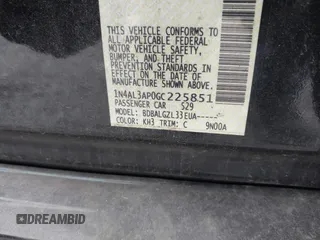 THIS VEHICLE CONFORMS TO ALL
APPLICABLE FEDERAL
MOTOR VEHICLE SAFETY,
BUMPER, AND THEFT
PREVENTION STANDARDS IN
EFFECT ON THE DATE OF
MANUFACTURE SHOWN ABOVE.
1N4AL3AP0GC225851
PASSENGER CAR S29
MODEL: BDBALGZL33EUA-----
COLOR: KH3 TRIM: C 9N00A
DREAMBID